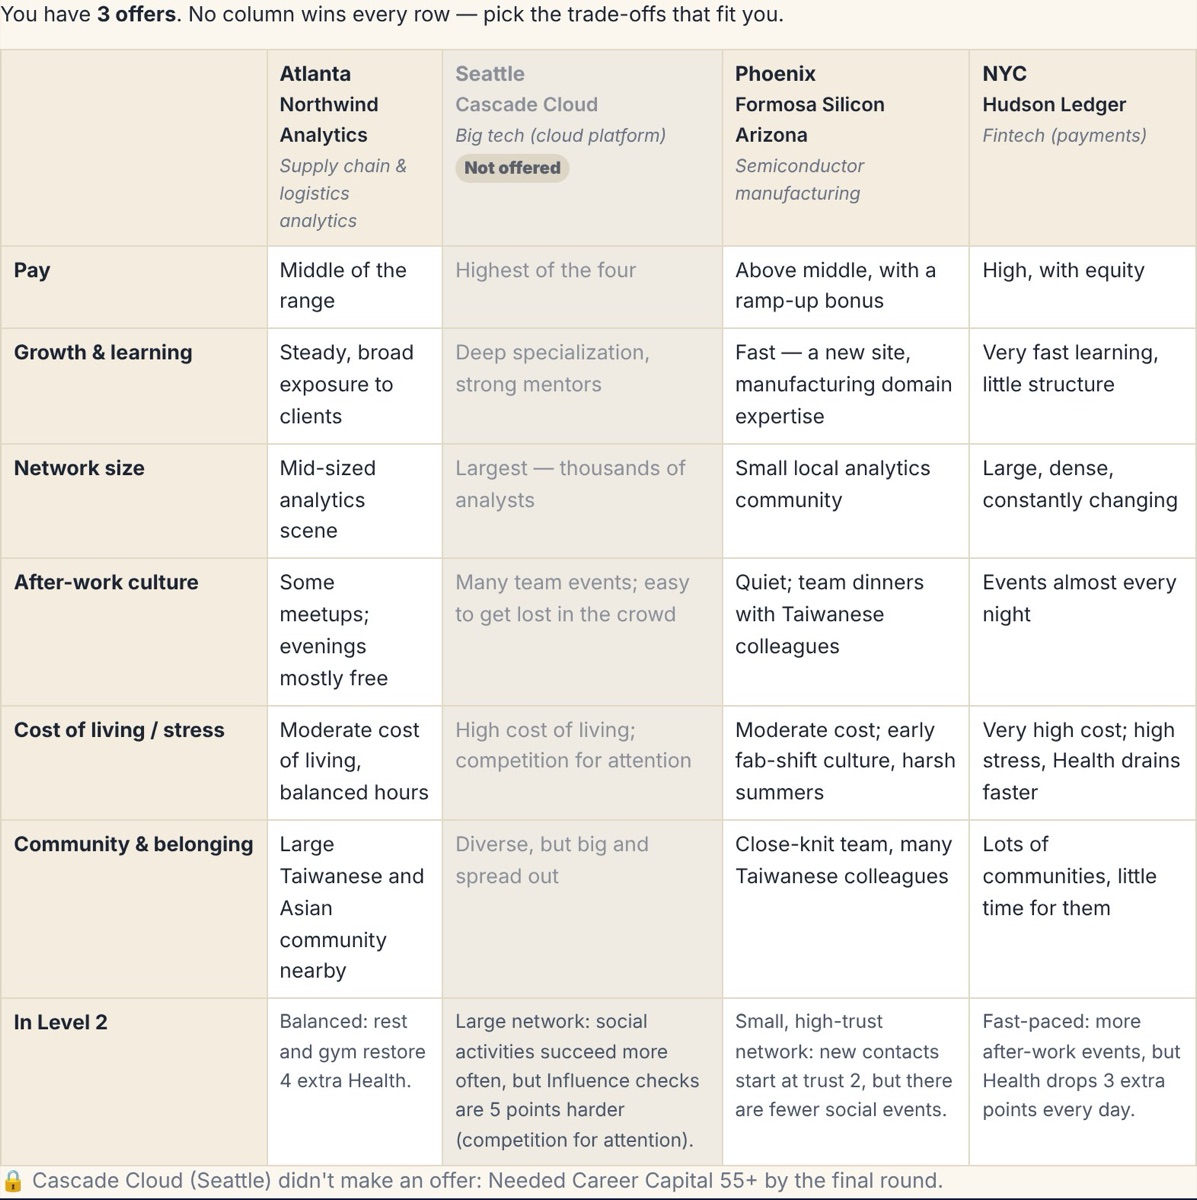 You have 3 offers. No column wins every row — pick the trade-offs that fit you.
Atlanta
Northwind
Analytics
Supply chain &
logistics
analytics
Seattle
Cascade Cloud
Big tech (cloud platform)
Not offered
Phoenix
Formosa Silicon
Arizona
Semiconductor
manufacturing
NYC
Hudson Ledger
Fintech (payments)
Pay
Middle of the
range
Highest of the four
Above middle, with a
ramp-up bonus
High, with equity
Growth & learning
Steady, broad
exposure to
clients
Deep specialization,
strong mentors
Fast — a new site,
manufacturing domain
expertise
Very fast learning,
little structure
Network size
Mid-sized
analytics
scene
Largest — thousands of
analysts
Small local analytics
community
Large, dense,
constantly changing
After-work culture
Some
meetups;
evenings
mostly free
Many team events; easy
to get lost in the crowd
Quiet; team dinners
with Taiwanese
colleagues
Events almost every
night
Cost of living / stress
Moderate cost
of living,
balanced hours
High cost of living;
competition for attention
Moderate cost; early
fab-shift culture, harsh
summers
Very high cost; high
stress, Health drains
faster
Community & belonging
Large
Taiwanese and
Asian
community
nearby
Diverse, but big and
spread out
Close-knit team, many
Taiwanese colleagues
Lots of
communities, little
time for them
In Level 2
Balanced: rest
and gym restore
4 extra Health.
Large network: social
activities succeed more
often, but Influence checks
are 5 points harder
(competition for attention).
Small, high-trust
network: new contacts
start at trust 2, but there
are fewer social events.
Fast-paced: more
after-work events, but
Health drops 3 extra
points every day.
🔒 Cascade Cloud (Seattle) didn't make an offer: Needed Career Capital 55+ by the final round.